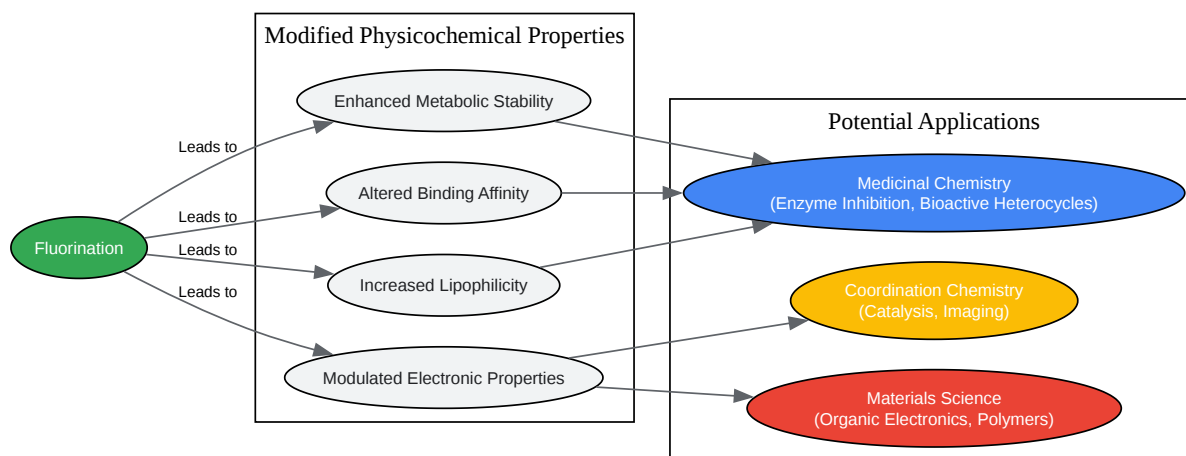 Modified Physicochemical Properties
Enhanced Metabolic Stability
Altered Binding Affinity
Increased Lipophilicity
Modulated Electronic Properties
Fluorination
Leads to
Leads to
Leads to
Leads to
Potential Applications
Medicinal Chemistry
(Enzyme Inhibition, Bioactive Heterocycles)
Coordination Chemistry
(Catalysis, Imaging)
Materials Science
(Organic Electronics, Polymers)